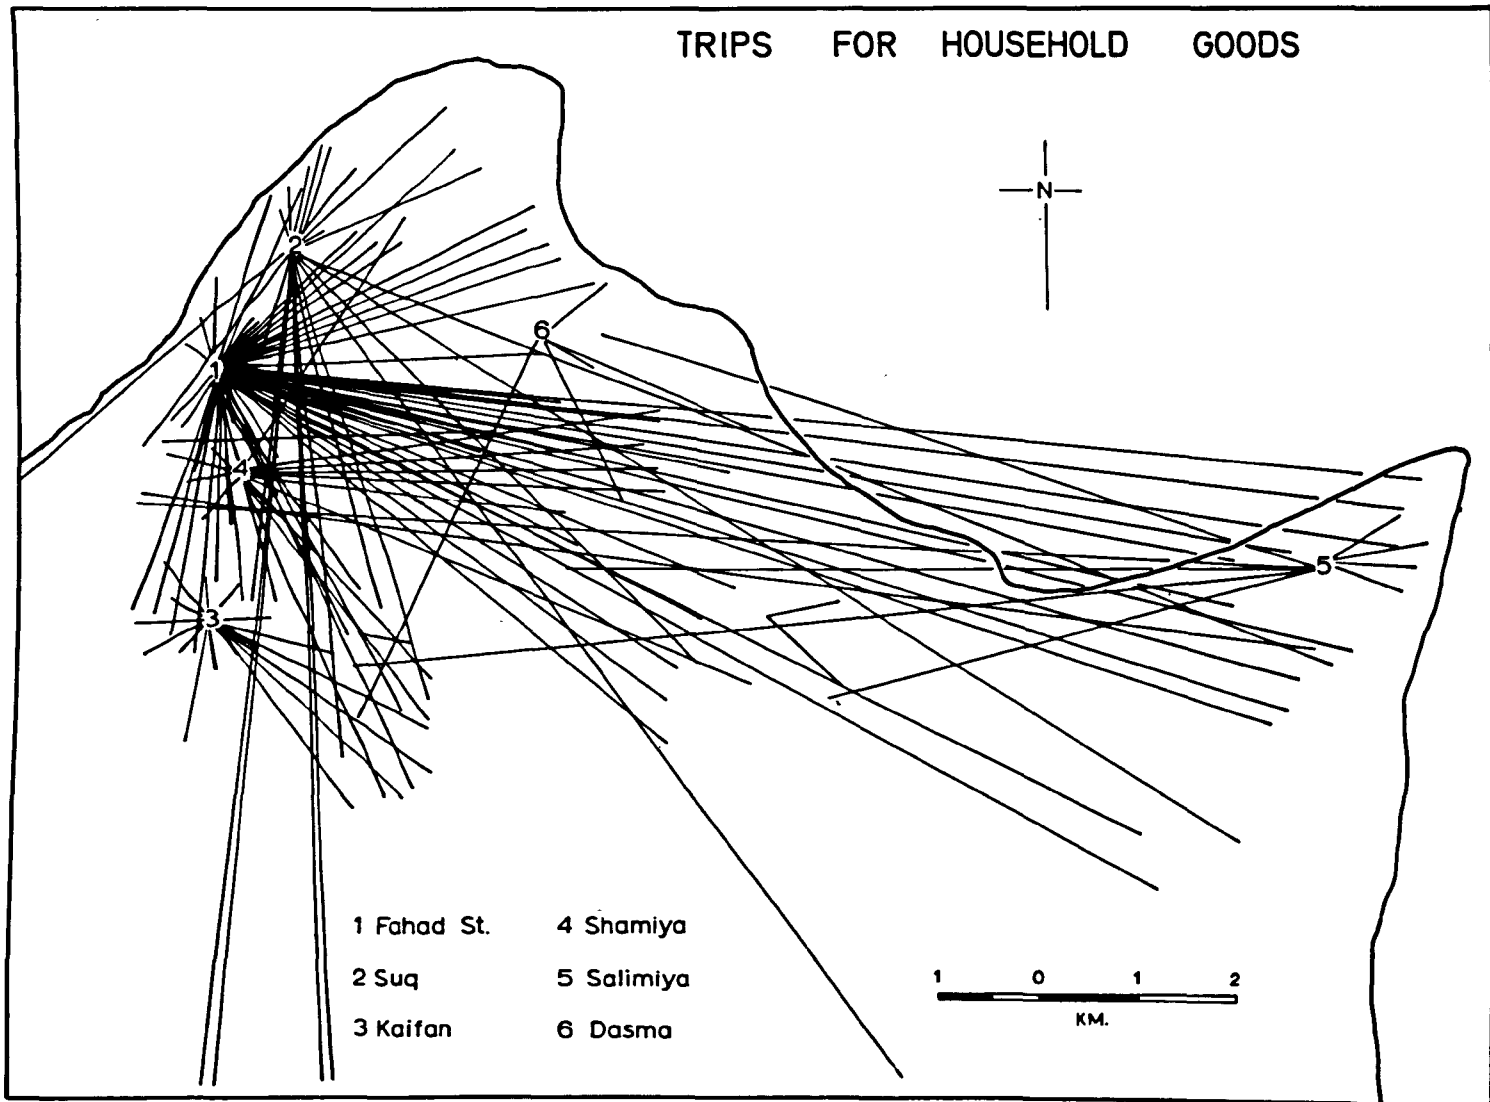 TRIPS FOR HOUSEHOLD GOODS
N
2
6
1
4
5
3
1 Fahad St.
2 Suq
3 Kaifan
4 Shamiya
5 Salimiya
6 Dasma
1 0 1 2
KM.